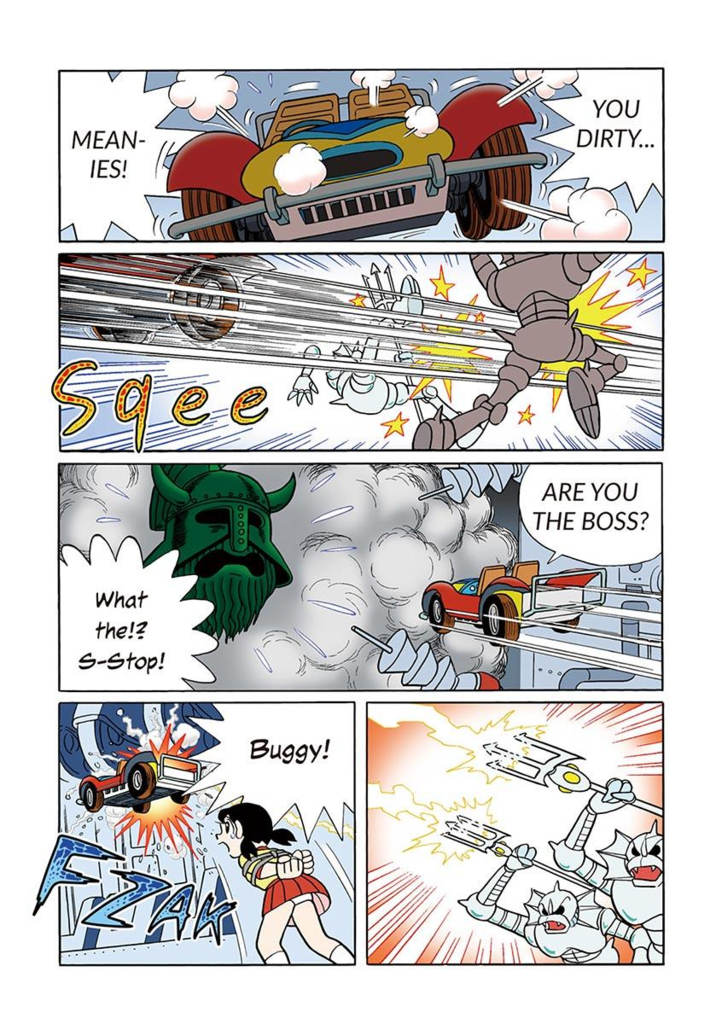 YOU
DIRTY...
MEAN-
IES!
Sqee
ARE YOU
THE BOSS?
What
the!?
S-Stop!
Buggy!
FZAK